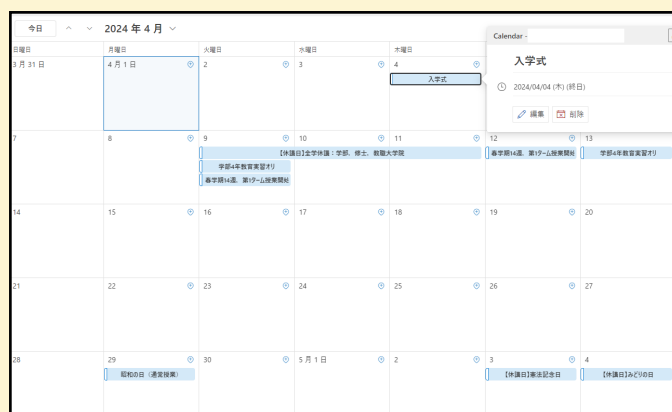 今日
2024 年 4 月
Calendar -
日曜日
月曜日
火曜日
水曜日
木曜日
入学式
2024/04/04 (木) (終日)
編集
削除
3 月 31 日
4 月 1 日
2
3
4
入学式
7
8
9
10
11
12
13
【休講日】全学休講：学部、修士、教職大学院
春学期14週、第1ターム授業開始
学部4年教育実習オリ
学部4年教育実習オリ
春学期14週、第1ターム授業開始
14
15
16
17
18
19
20
21
22
23
24
25
26
27
28
29
30
5 月 1 日
2
3
4
昭和の日（通常授業）
【休講日】憲法記念日
【休講日】みどりの日